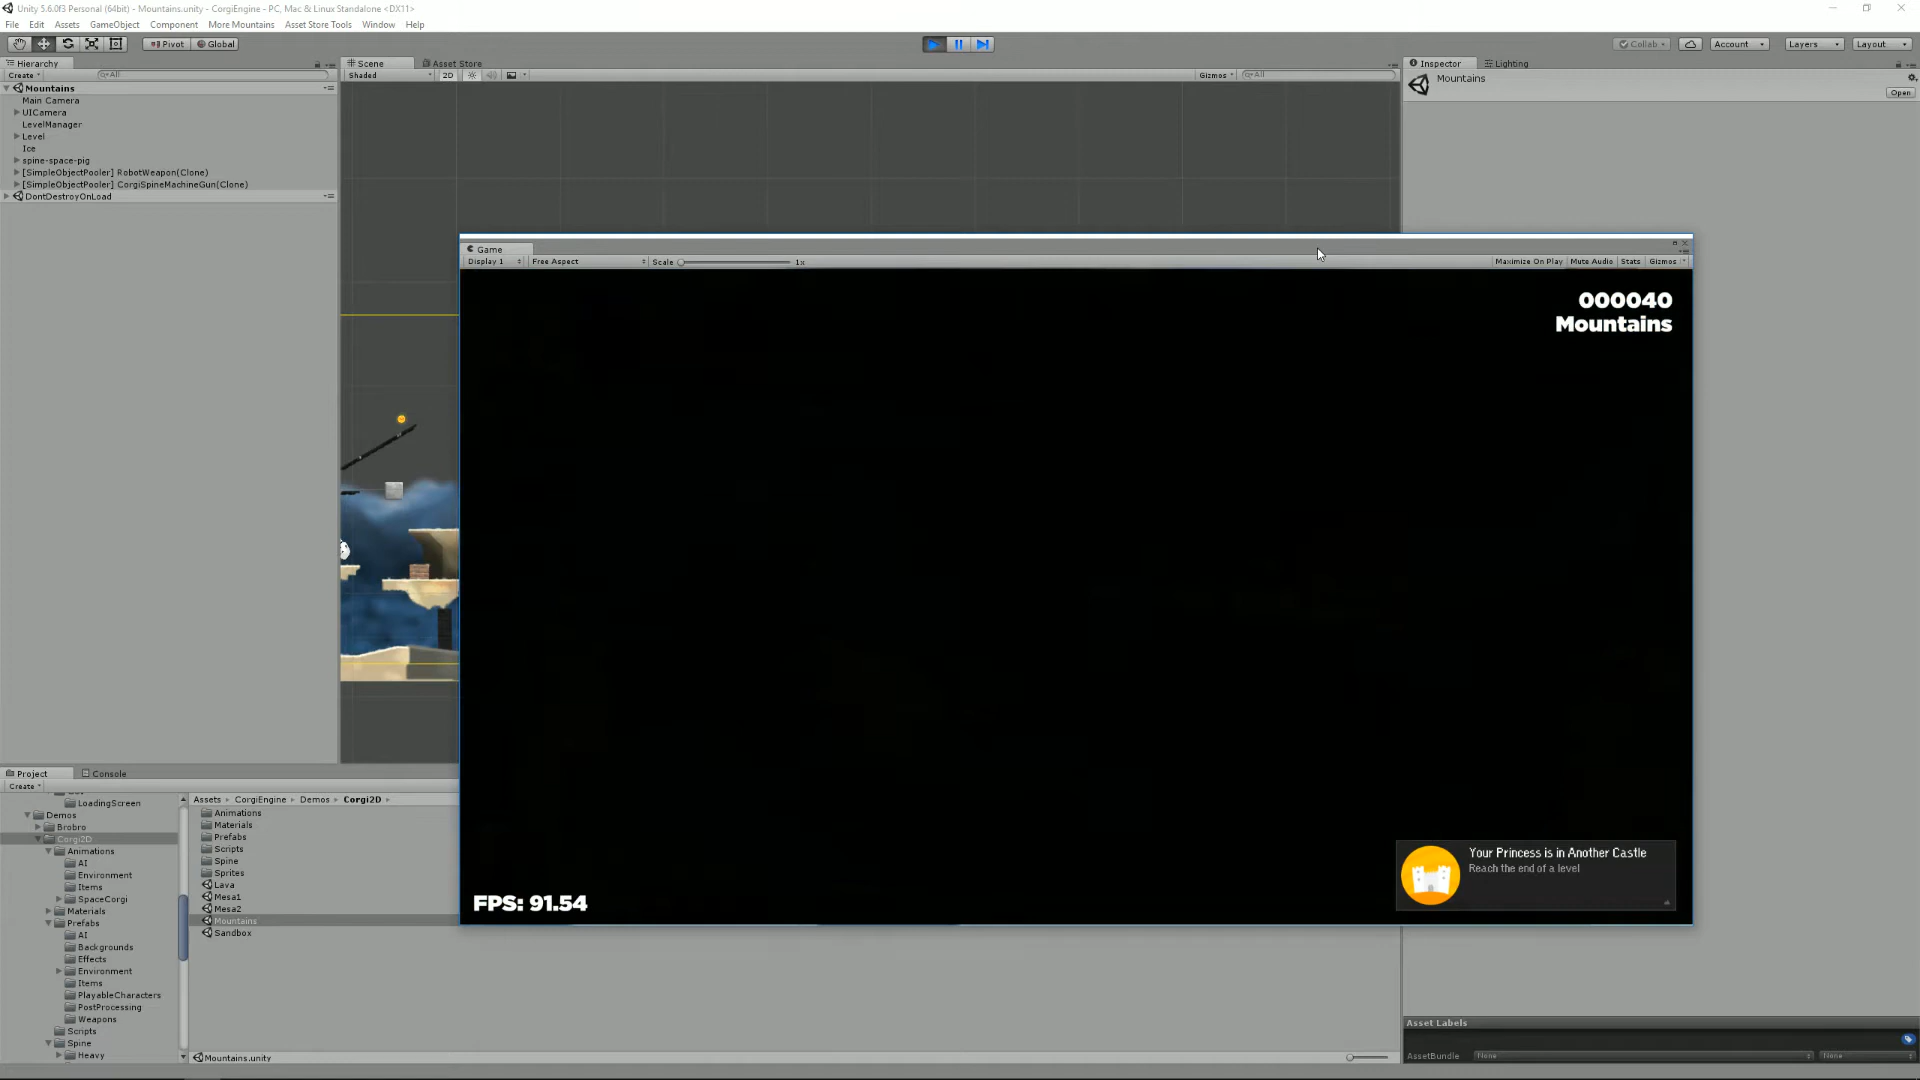 Unity 5.6.0f3 Personal (64bit) - Mountains.unity - CorgiEngine - PC, Mac & Linux Standalone <DX11>
File Edit Assets GameObject Component More Mountains Asset Store Tools Window Help
Pivot Global Collab Account Layers Layout
Hierarchy
Create All
Mountains
Main Camera
UICamera
LevelManager
Level
Ice
spine-space-pig
[SimpleObjectPooler] RobotWeapon(Clone)
[SimpleObjectPooler] CorgiSpineMachineGun(Clone)
DontDestroyOnLoad
Scene Asset Store
Shaded 2D Gizmos All
Inspector Lighting
Mountains
Open
Game
Display 1 Free Aspect Scale 1x Maximize On Play Mute Audio Stats Gizmos
000040
Mountains
Your Princess is in Another Castle
Reach the end of a level
FPS: 91.54
Project Console
Create
LoadingScreen
Demos
Brobro
Corgi2D
Animations
AI
Environment
Items
SpaceCorgi
Materials
Prefabs
AI
Backgrounds
Effects
Environment
Items
PlayableCharacters
PostProcessing
Weapons
Scripts
Spine
Heavy
Assets CorgiEngine Demos Corgi2D
Animations
Materials
Prefabs
Scripts
Spine
Sprites
Lava
Mesa1
Mesa2
Mountains
Sandbox
Mountains.unity
Asset Labels
AssetBundle None None